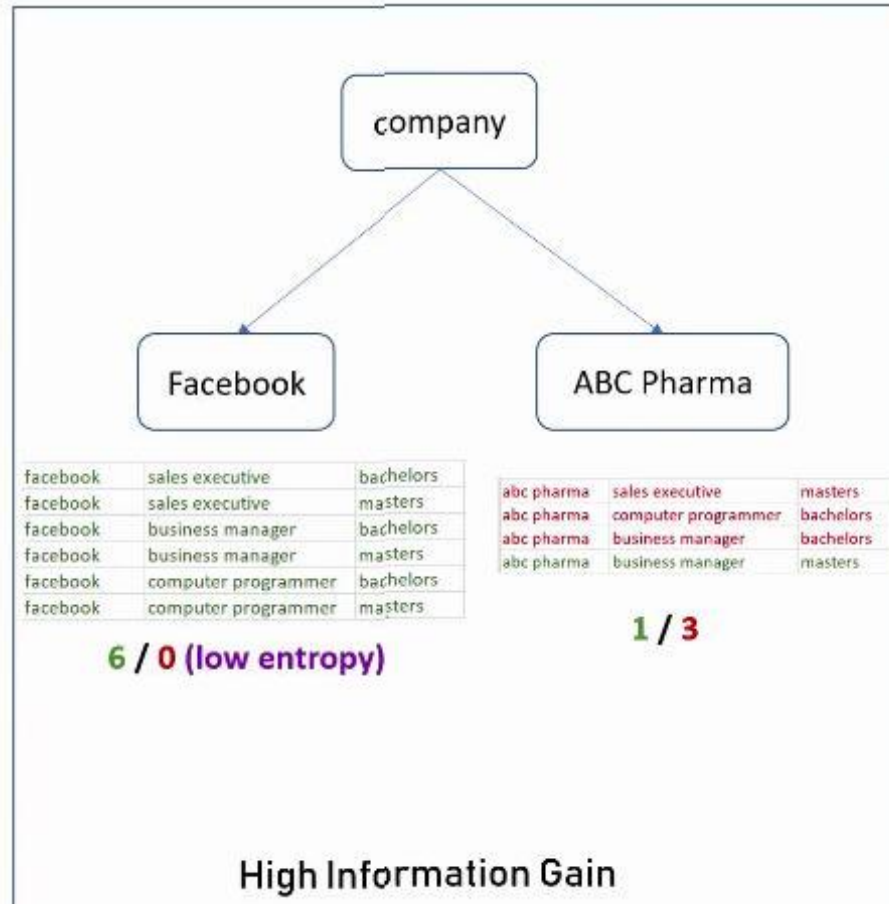 company
Facebook
ABC Pharma
facebook sales executive bachelors
facebook sales executive masters
facebook business manager bachelors
facebook business manager masters
facebook computer programmer bachelors
facebook computer programmer masters
6 / 0 (low entropy)
abc pharma sales executive masters
abc pharma computer programmer bachelors
abc pharma business manager bachelors
abc pharma business manager masters
1 / 3
High Information Gain